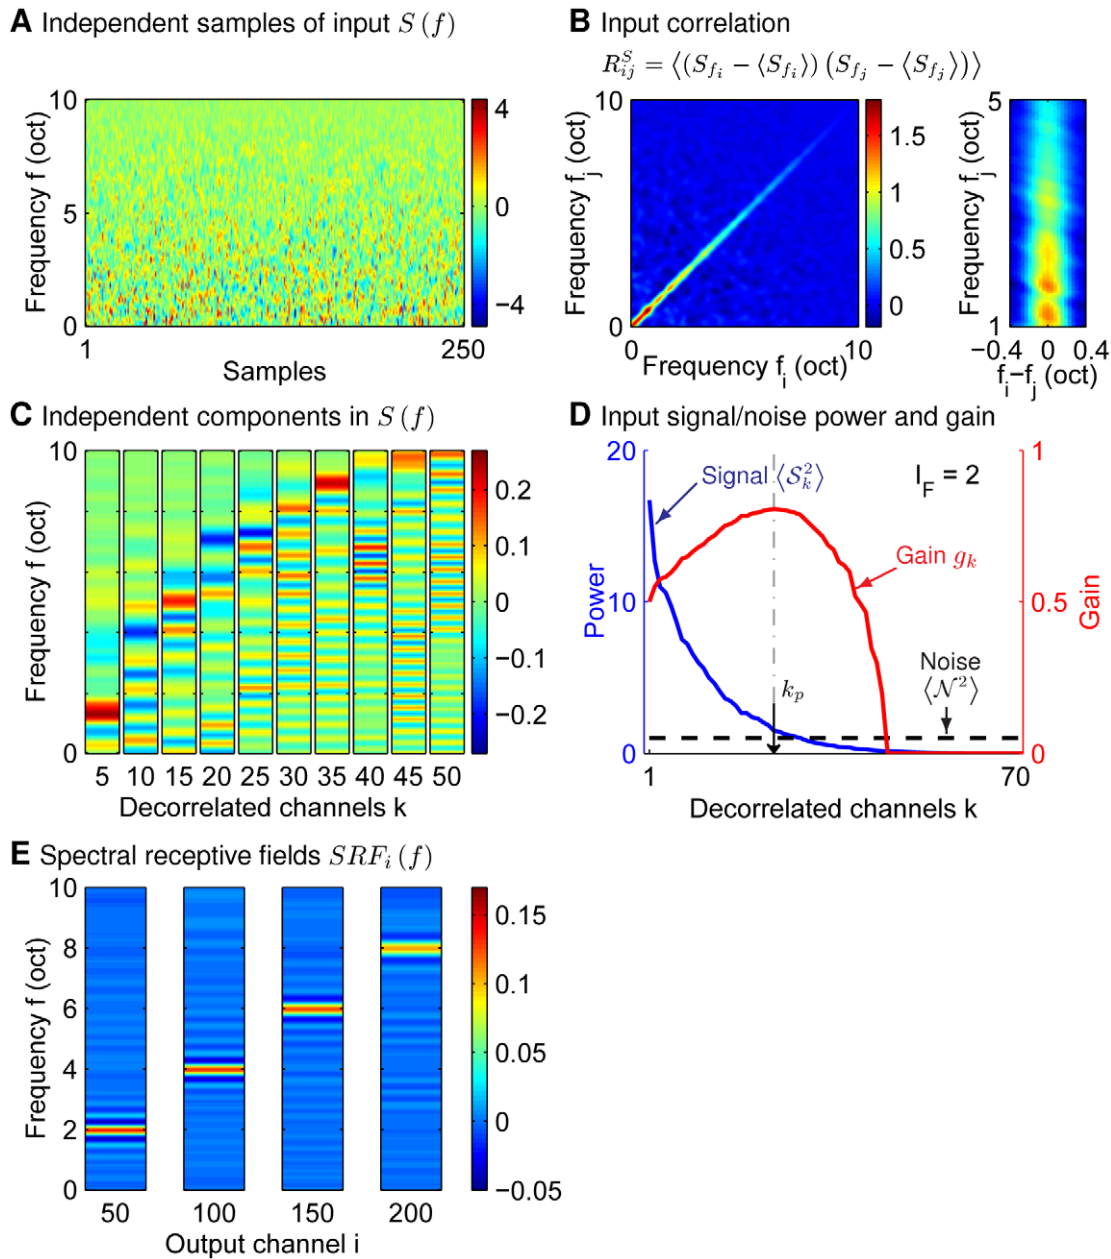 A Independent samples of input S (f)
10
5
0
Frequency f (oct)
1
250
Samples
4
2
0
−2
−4
B Input correlation
R^S_ij = ⟨(S_fi − ⟨S_fi⟩) (S_fj − ⟨S_fj⟩)⟩
10
0
Frequency f_j (oct)
0
10
Frequency f_i (oct)
1.5
1
0.5
0
5
1
Frequency f_j (oct)
−0.4 0 0.4
f_i−f_j (oct)
C Independent components in S (f)
10
5
0
Frequency f (oct)
5 10 15 20 25 30 35 40 45 50
Decorrelated channels k
0.2
0.1
0
−0.1
−0.2
D Input signal/noise power and gain
20
10
0
Power
Signal ⟨S²_k⟩
I_F = 2
Gain g_k
Noise
⟨N²⟩
k_p
1
0.5
0
Gain
1
70
Decorrelated channels k
E Spectral receptive fields SRF_i (f)
10
8
6
4
2
0
Frequency f (oct)
50 100 150 200
Output channel i
0.15
0.1
0.05
0
−0.05